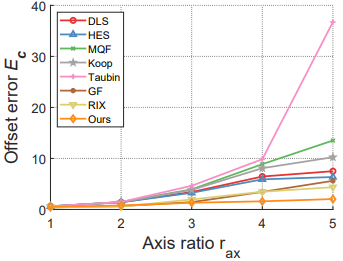 40
30
20
10
0
Offset error E_c
DLS
HES
MQF
Koop
Taubin
GF
RIX
Ours
1 2 3 4 5
Axis ratio r_ax